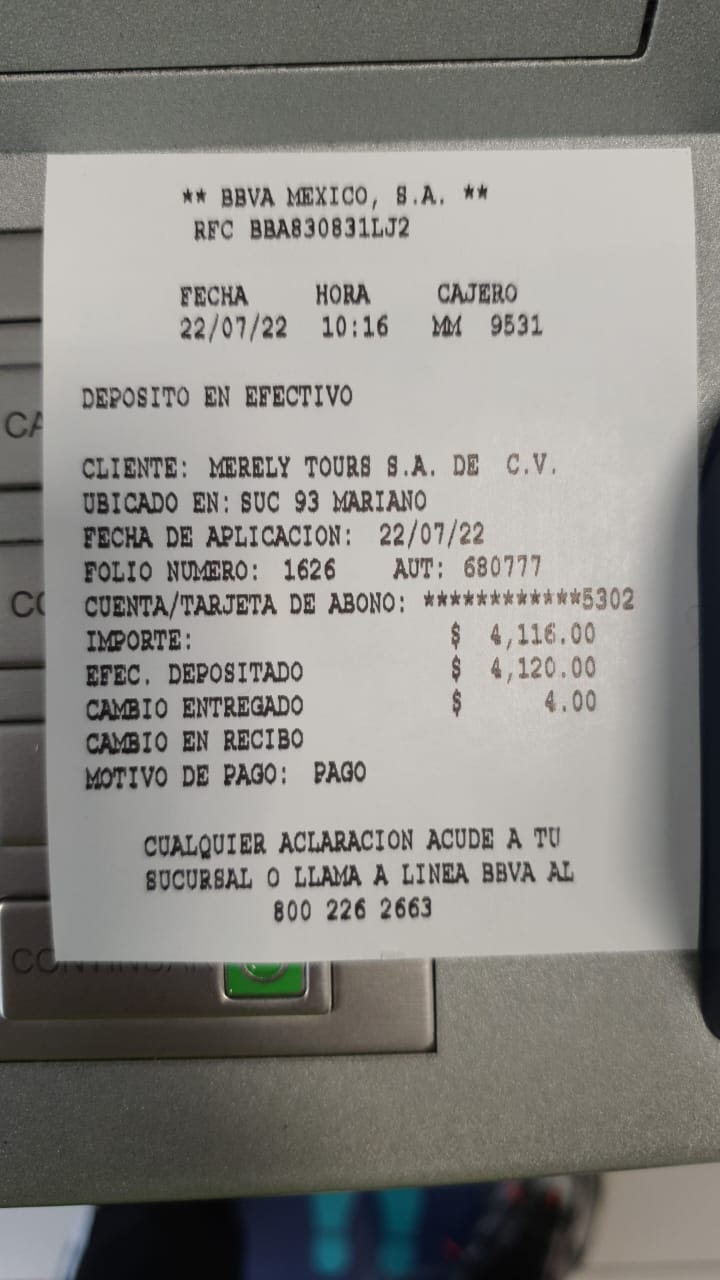 ** BBVA MEXICO, S.A. **
RFC BBA830831LJ2
FECHA HORA CAJERO
22/07/22 10:16 MM 9531
DEPOSITO EN EFECTIVO
CLIENTE: MERELY TOURS S.A. DE C.V.
UBICADO EN: SUC 93 MARIANO
FECHA DE APLICACION: 22/07/22
FOLIO NUMERO: 1626 AUT: 680777
CUENTA/TARJETA DE ABONO: ************5302
IMPORTE: $ 4,116.00
EFEC. DEPOSITADO $ 4,120.00
CAMBIO ENTREGADO $ 4.00
CAMBIO EN RECIBO
MOTIVO DE PAGO: PAGO
CUALQUIER ACLARACION ACUDE A TU
SUCURSAL O LLAMA A LINEA BBVA AL
800 226 2663